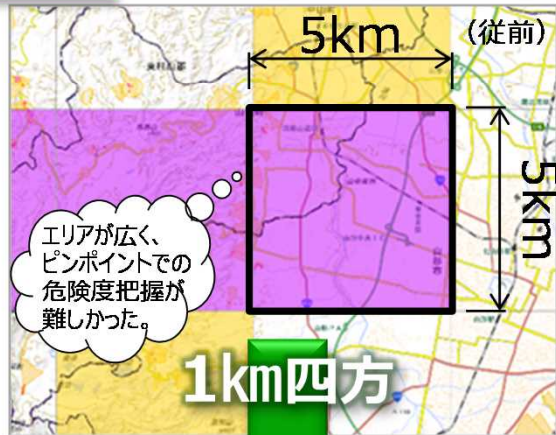 5km
(従前)
5km
エリアが広く、
ピンポイントでの
危険度把握が
難しかった。
1km四方